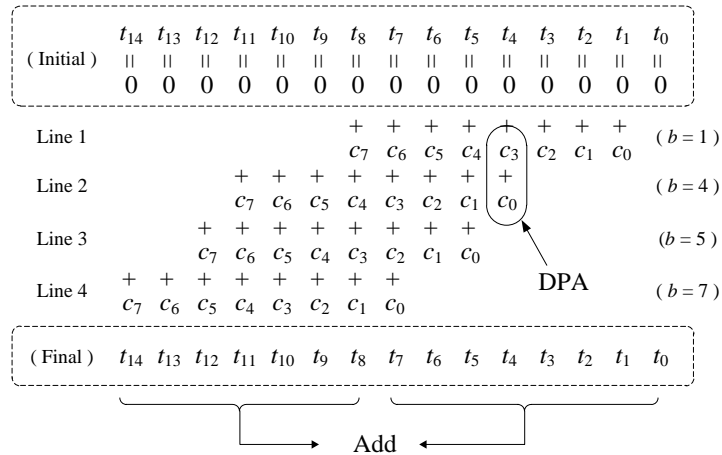 t14 t13 t12 t11 t10 t9 t8 t7 t6 t5 t4 t3 t2 t1 t0
( Initial ) = = = = = = = = = = = = = = =
0 0 0 0 0 0 0 0 0 0 0 0 0 0 0
Line 1 + + + + + + + + ( b = 1 )
c7 c6 c5 c4 c3 c2 c1 c0
Line 2 + + + + + + + + ( b = 4 )
c7 c6 c5 c4 c3 c2 c1 c0
Line 3 + + + + + + + + (b = 5 )
c7 c6 c5 c4 c3 c2 c1 c0
DPA
Line 4 + + + + + + + + ( b = 7 )
c7 c6 c5 c4 c3 c2 c1 c0
( Final ) t14 t13 t12 t11 t10 t9 t8 t7 t6 t5 t4 t3 t2 t1 t0
Add